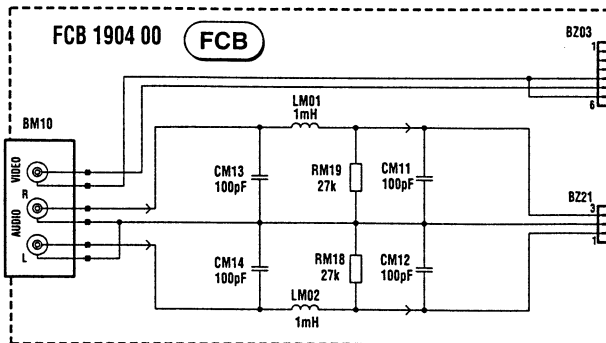 FCB 1904 00
FCB
BZ03
1
6
BM10
VIDEO
R
AUDIO
L
LM01
1mH
CM13
100pF
RM19
27k
CM11
100pF
BZ21
3
1
CM14
100pF
RM18
27k
CM12
100pF
LM02
1mH